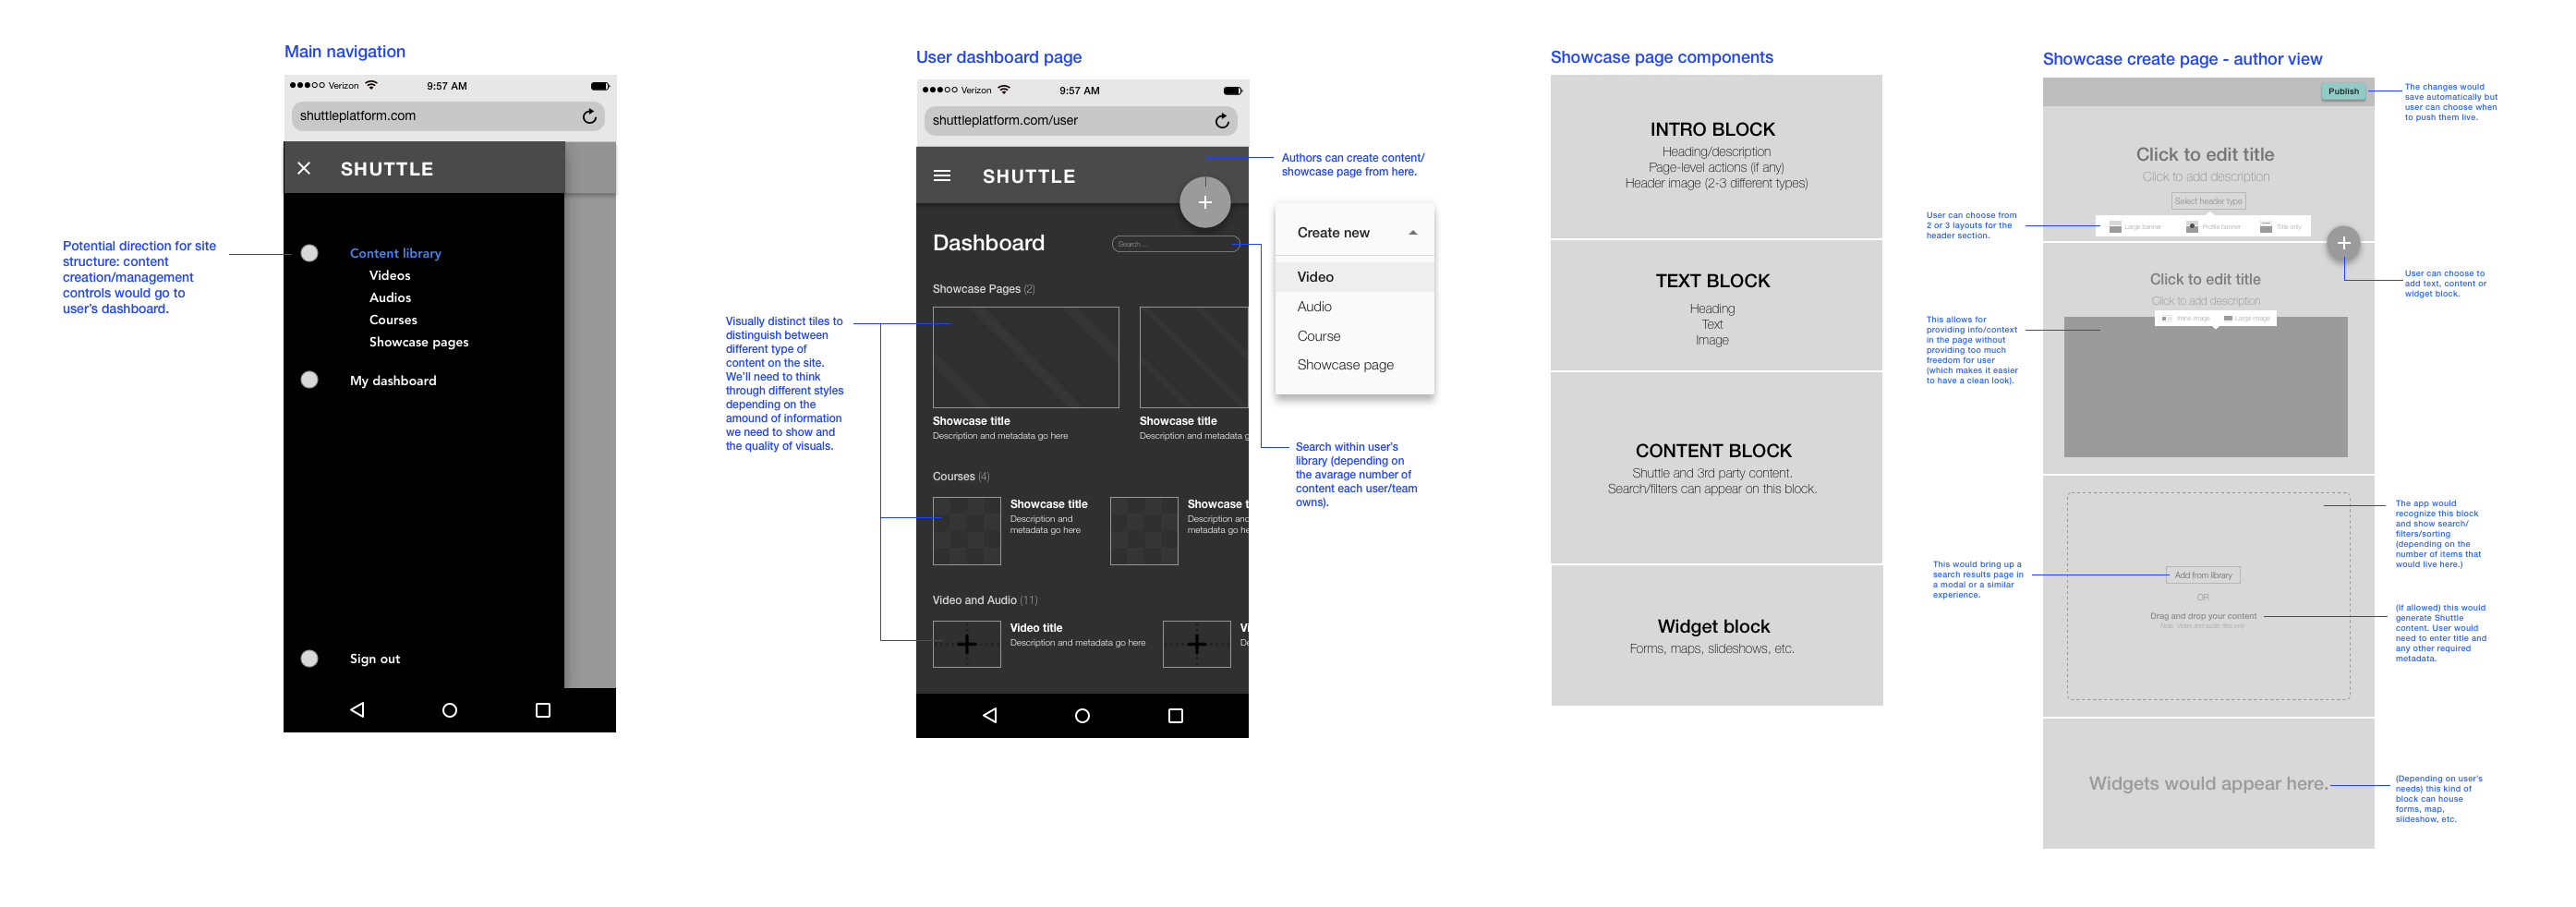 Main navigation
Verizon
9:57 AM
shuttleplatform.com
SHUTTLE
Content library
Videos
Audios
Courses
Showcase pages
My dashboard
Sign out
Potential direction for site
structure: content
creation/management
controls would go to
user's dashboard.
User dashboard page
Verizon
9:57 AM
shuttleplatform.com/user
SHUTTLE
+
Dashboard
Search...
Showcase Pages (2)
Showcase title
Description and metadata go here
Showcase title
Description and metadata g
Courses (4)
Showcase title
Description and
metadata go here
Showcase t
Description and
metadata go he
Video and Audio (11)
Video title
Description and metadata go here
Vi
De
Visually distinct tiles to
distinguish between
different type of
content on the site.
We'll need to think
through different styles
depending on the
amount of information
we need to show and
the quality of visuals.
Authors can create content/
showcase page from here.
Create new
Video
Audio
Course
Showcase page
Search within user's
library (depending on
the avarage number of
content each user/team
owns).
Showcase page components
INTRO BLOCK
Heading/description
Page-level actions (if any)
Header image (2-3 different types)
TEXT BLOCK
Heading
Text
Image
CONTENT BLOCK
Shuttle and 3rd party content.
Search/filters can appear on this block.
Widget block
Forms, maps, slideshows, etc.
Showcase create page - author view
Publish
The changes would
save automatically but
user can choose when
to push them live.
Click to edit title
Click to add description
Select header type
Large banner
Profile banner
Title only
User can choose from
2 or 3 layouts for the
header section.
+
User can choose to
add text, content or
widget block.
Click to edit title
Click to add description
Inline image
Large image
This allows for
providing info/context
in the page without
providing too much
freedom for user
(which makes it easier
to have a clean look).
The app would
recognize this block
and show search/
filters/sorting
(depending on the
number of items that
would live here.)
This would bring up a
search results page in
a modal or a similar
experience.
Add from library
OR
Drag and drop your content
Note: Video and audio files only
(If allowed) this would
generate Shuttle
content. User would
need to enter title and
any other required
metadata.
Widgets would appear here.
(Depending on user's
needs) this kind of
block can house
forms, map,
slideshow, etc.